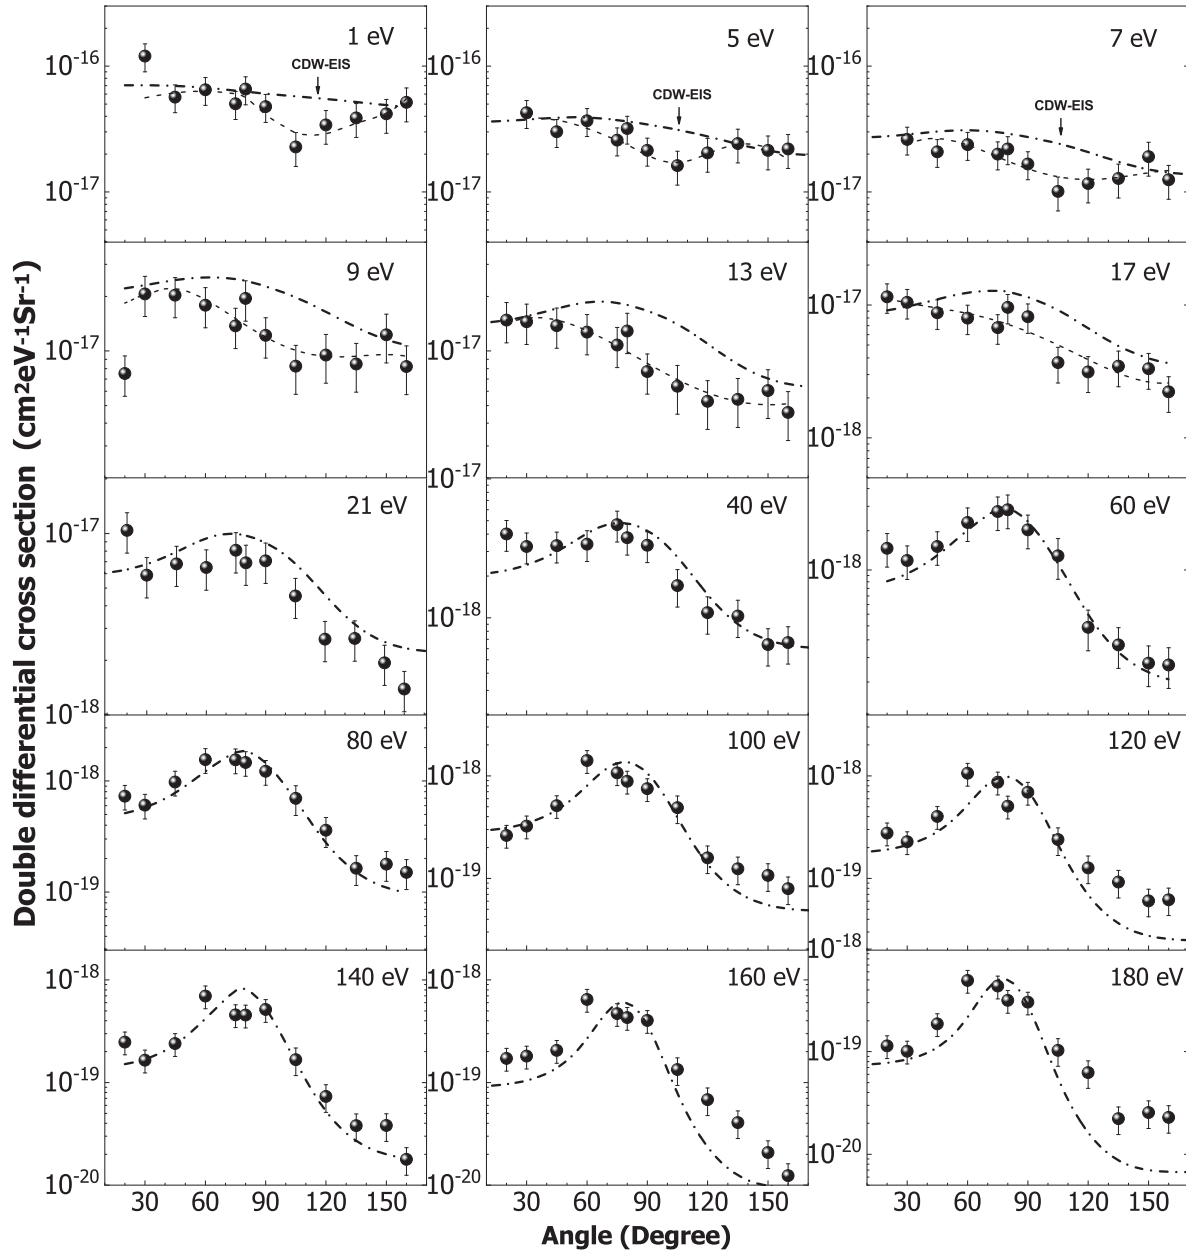 1 eV
5 eV
7 eV
10-16
10-16
10-16
CDW-EIS
CDW-EIS
CDW-EIS
10-17
10-17
10-17
9 eV
13 eV
17 eV
10-17
10-17
10-17
10-18
10-17
21 eV
40 eV
60 eV
10-17
10-18
10-18
10-18
80 eV
100 eV
120 eV
10-18
10-18
10-18
10-19
10-19
10-19
10-18
140 eV
160 eV
180 eV
10-18
10-18
10-19
10-19
10-19
10-20
10-20
10-20
30 60 90 120 150
30 60 90 120 150
30 60 90 120 150
Angle (Degree)
Double differential cross section (cm2eV-1Sr-1)